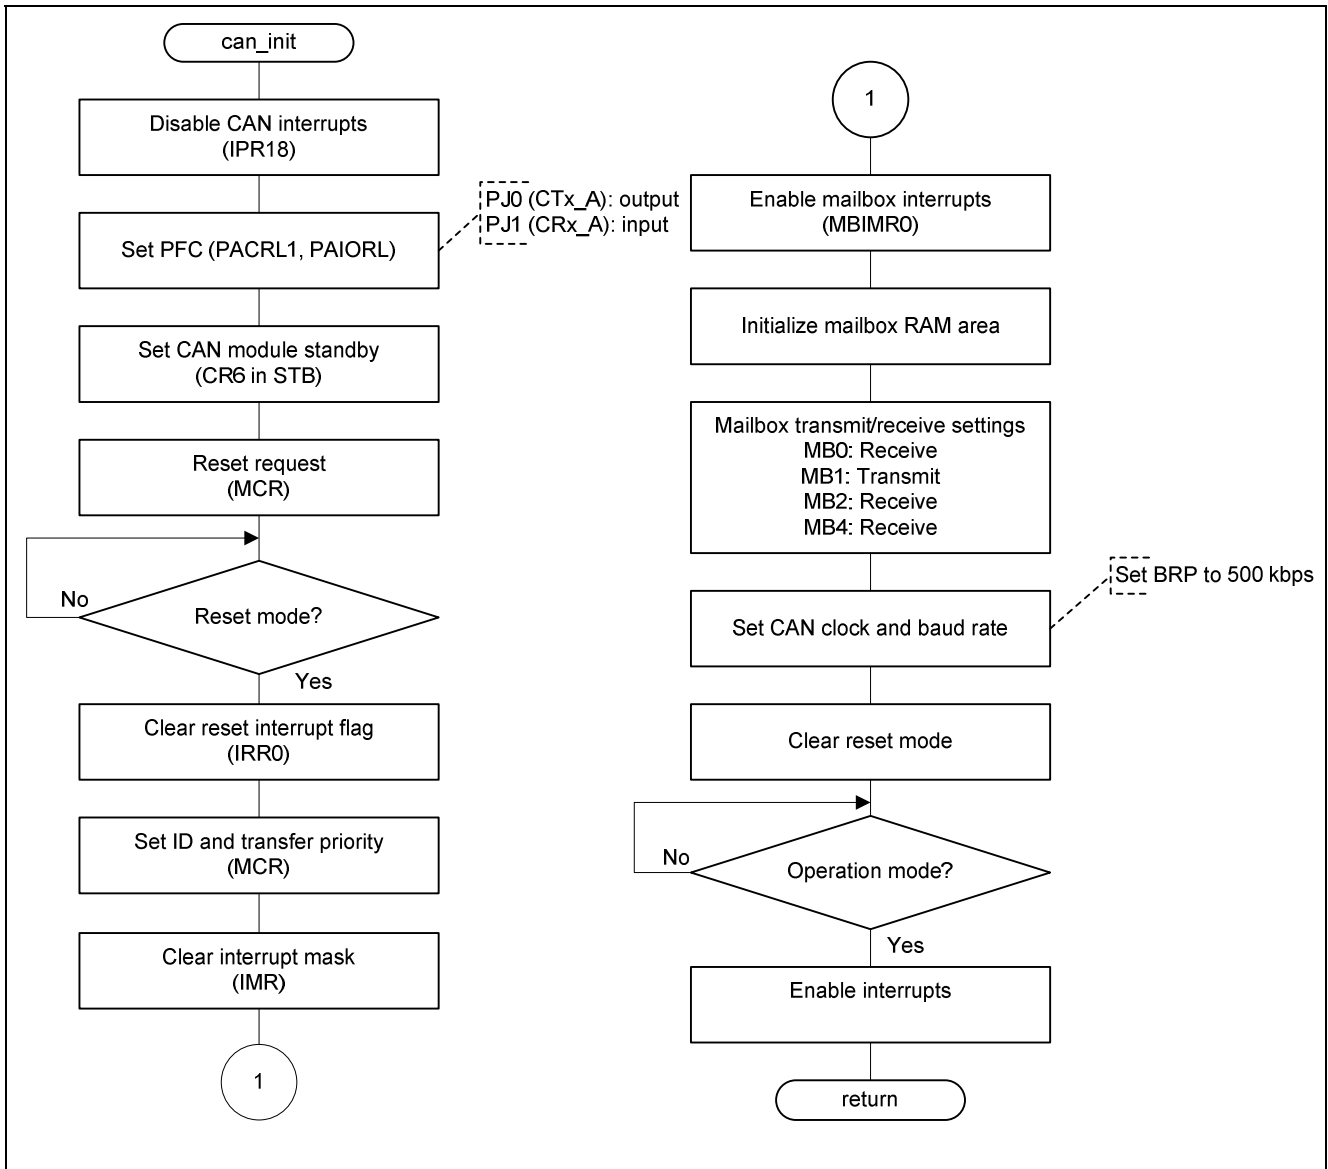 can_init
Disable CAN interrupts
(IPR18)
Set PFC (PACRL1, PAIORL)
PJ0 (CTx_A): output
PJ1 (CRx_A): input
Set CAN module standby
(CR6 in STB)
Reset request
(MCR)
Reset mode?
No
Yes
Clear reset interrupt flag
(IRR0)
Set ID and transfer priority
(MCR)
Clear interrupt mask
(IMR)
1
1
Enable mailbox interrupts
(MBIMR0)
Initialize mailbox RAM area
Mailbox transmit/receive settings
MB0: Receive
MB1: Transmit
MB2: Receive
MB4: Receive
Set CAN clock and baud rate
Set BRP to 500 kbps
Clear reset mode
Operation mode?
No
Yes
Enable interrupts
return